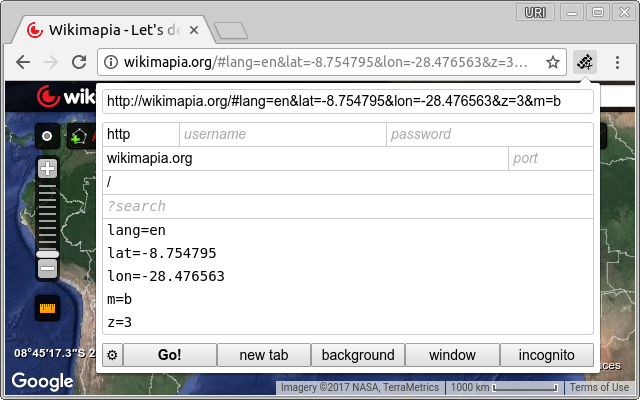 URI
Wikimapia - Let's de
wikimapia.org/#lang=en&lat=-8.754795&lon=-28.476563&z=3...
wiki
http://wikimapia.org/#lang=en&lat=-8.754795&lon=-28.476563&z=3&m=b
http username password
wikimapia.org port
/
?search
lang=en
lat=-8.754795
lon=-28.476563
m=b
z=3
Go! new tab background window incognito
08°45'17.3"S 2
Google
Imagery ©2017 NASA, TerraMetrics 1000 km Terms of Use